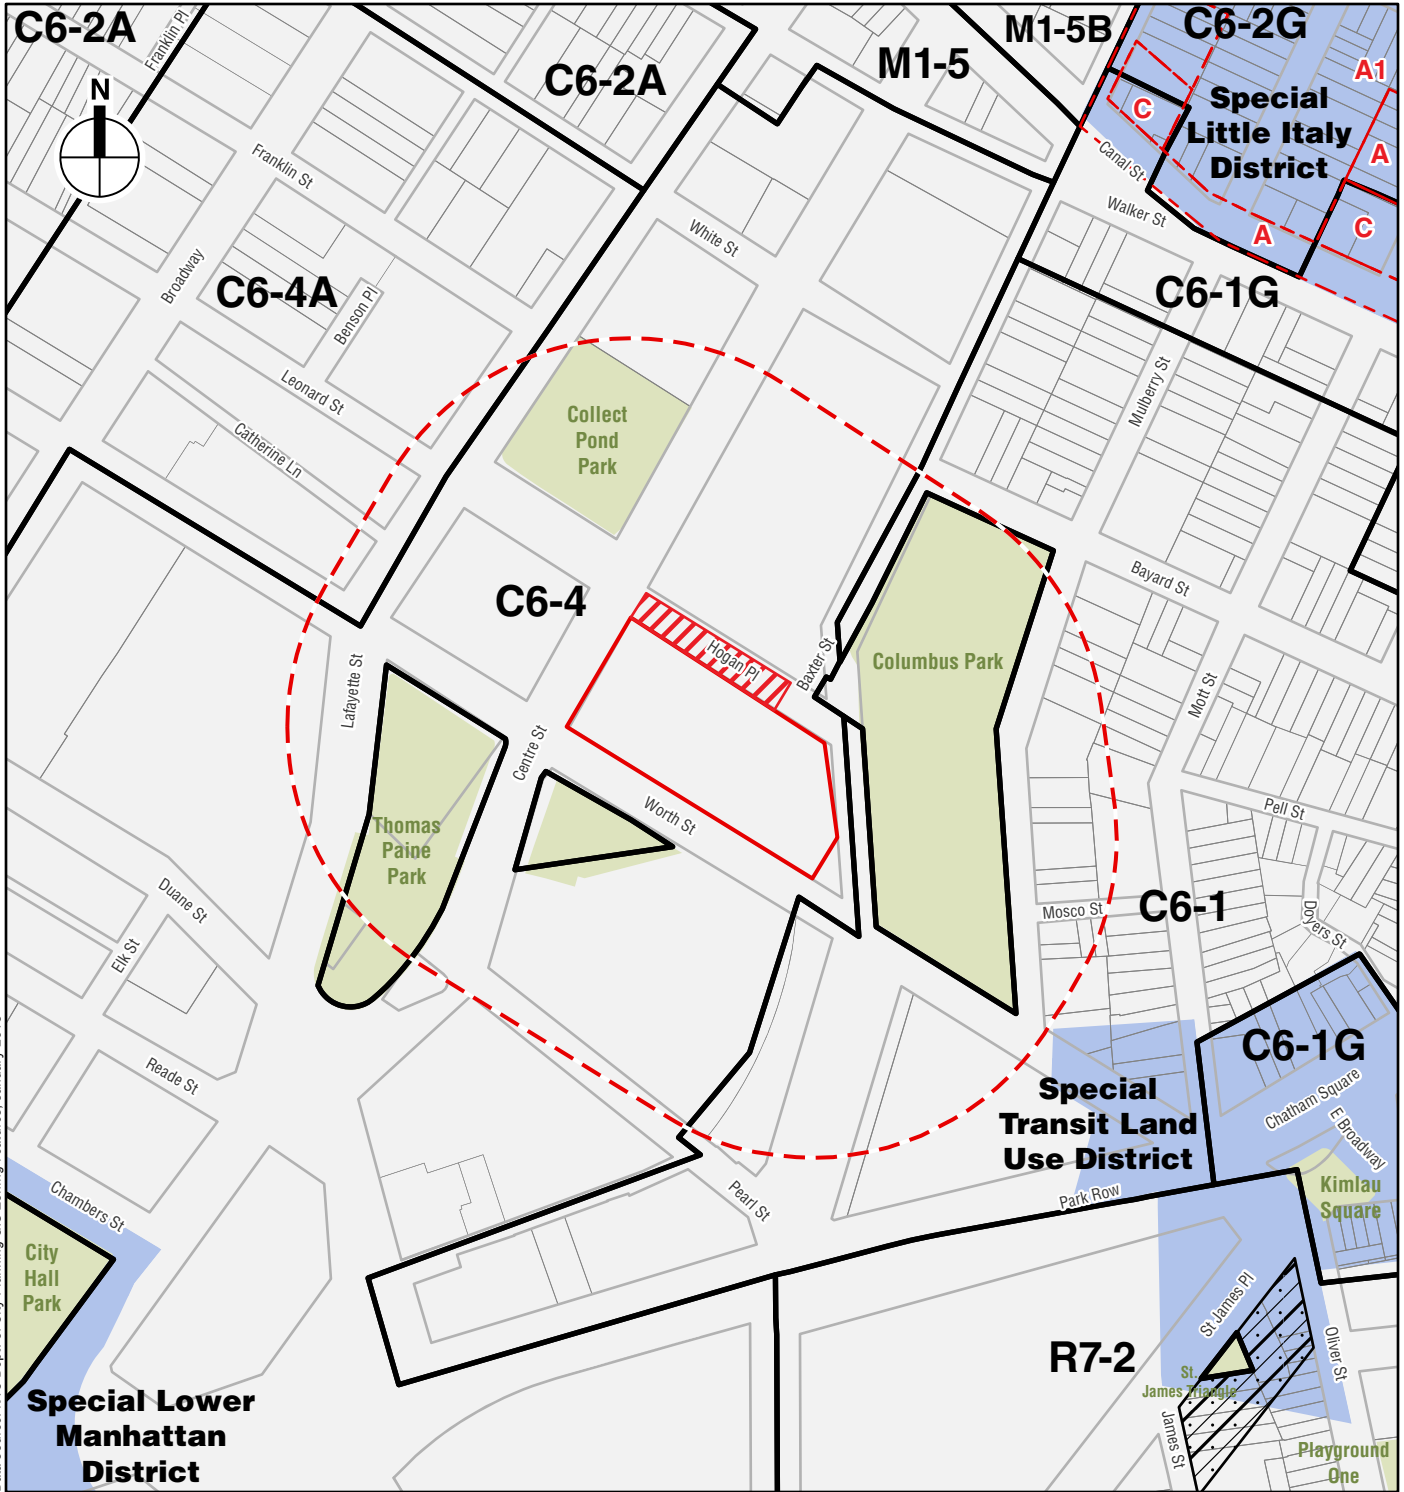 C6-2A
Franklin Pl
N
C6-2A
M1-5
M1-5B
C6-2G
A1
C
Special
Little Italy
District
A
Canal St
Franklin St
Walker St
White St
A
C
Broadway
C6-4A
Benson Pl
C6-1G
Leonard St
Mulberry St
Catherine Ln
Collect
Pond
Park
Bayard St
C6-4
Hogan Pl
Baxter St
Columbus Park
Lafayette St
Mott St
Centre St
Worth St
Pell St
Thomas
Paine
Park
Duane St
Elk St
Mosco St
C6-1
Doyers St
Reade St
C6-1G
Special
Transit Land
Use District
Chatham Square
E Broadway
Chambers St
Pearl St
Park Row
Kimlau
Square
City
Hall
Park
St James Pl
R7-2
St.
James Triangle
Oliver St
James St
Special Lower
Manhattan
District
Playground
One